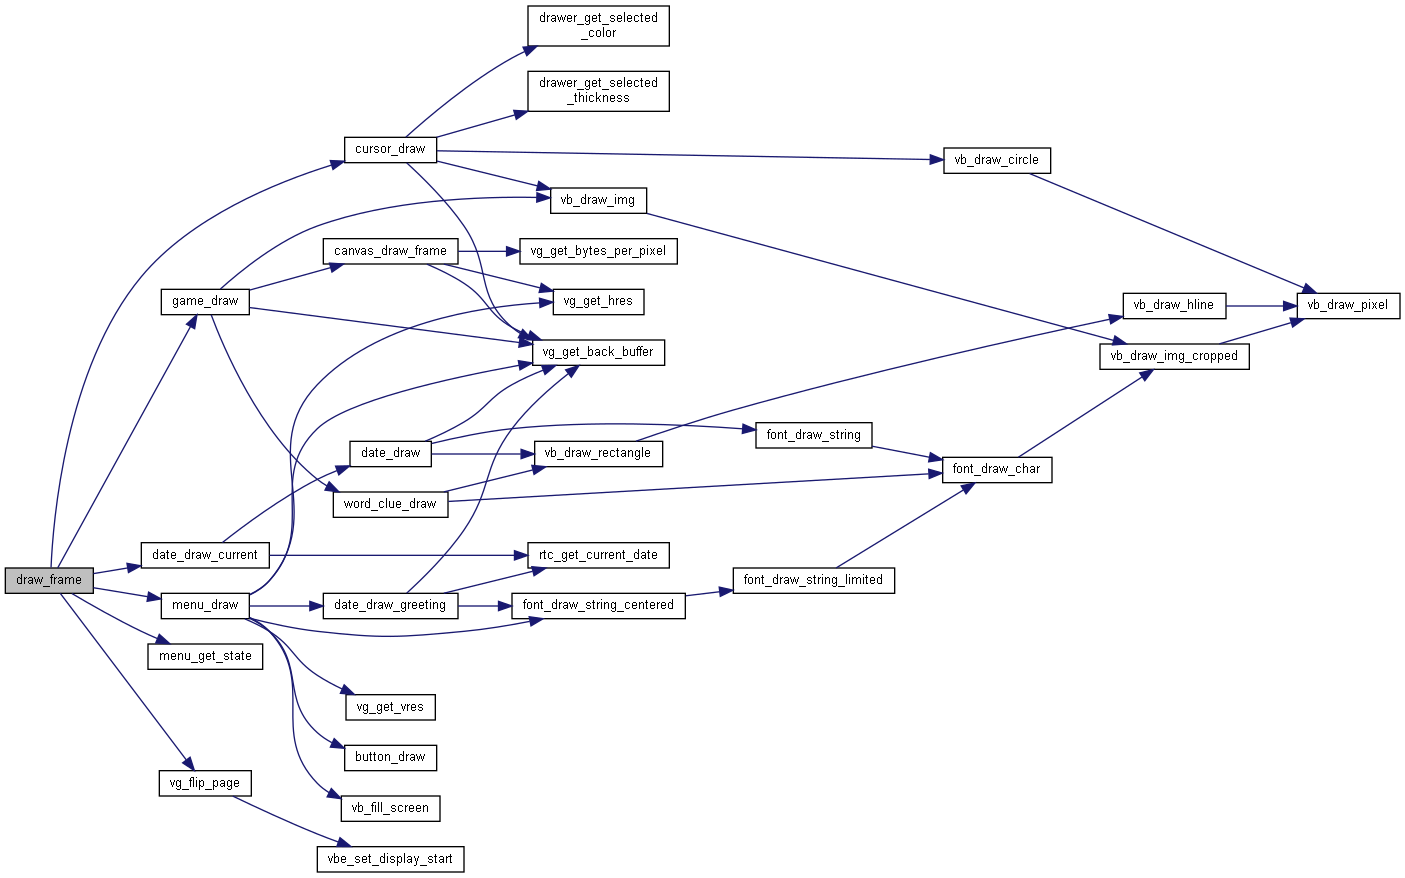 drawer_get_selected
_color
drawer_get_selected
_thickness
cursor_draw
vb_draw_circle
vb_draw_img
canvas_draw_frame
vg_get_bytes_per_pixel
game_draw
vg_get_hres
vb_draw_hline
vb_draw_pixel
vg_get_back_buffer
vb_draw_img_cropped
font_draw_string
date_draw
vb_draw_rectangle
font_draw_char
word_clue_draw
date_draw_current
rtc_get_current_date
draw_frame
font_draw_string_limited
menu_draw
date_draw_greeting
font_draw_string_centered
menu_get_state
vg_get_vres
button_draw
vg_flip_page
vb_fill_screen
vbe_set_display_start